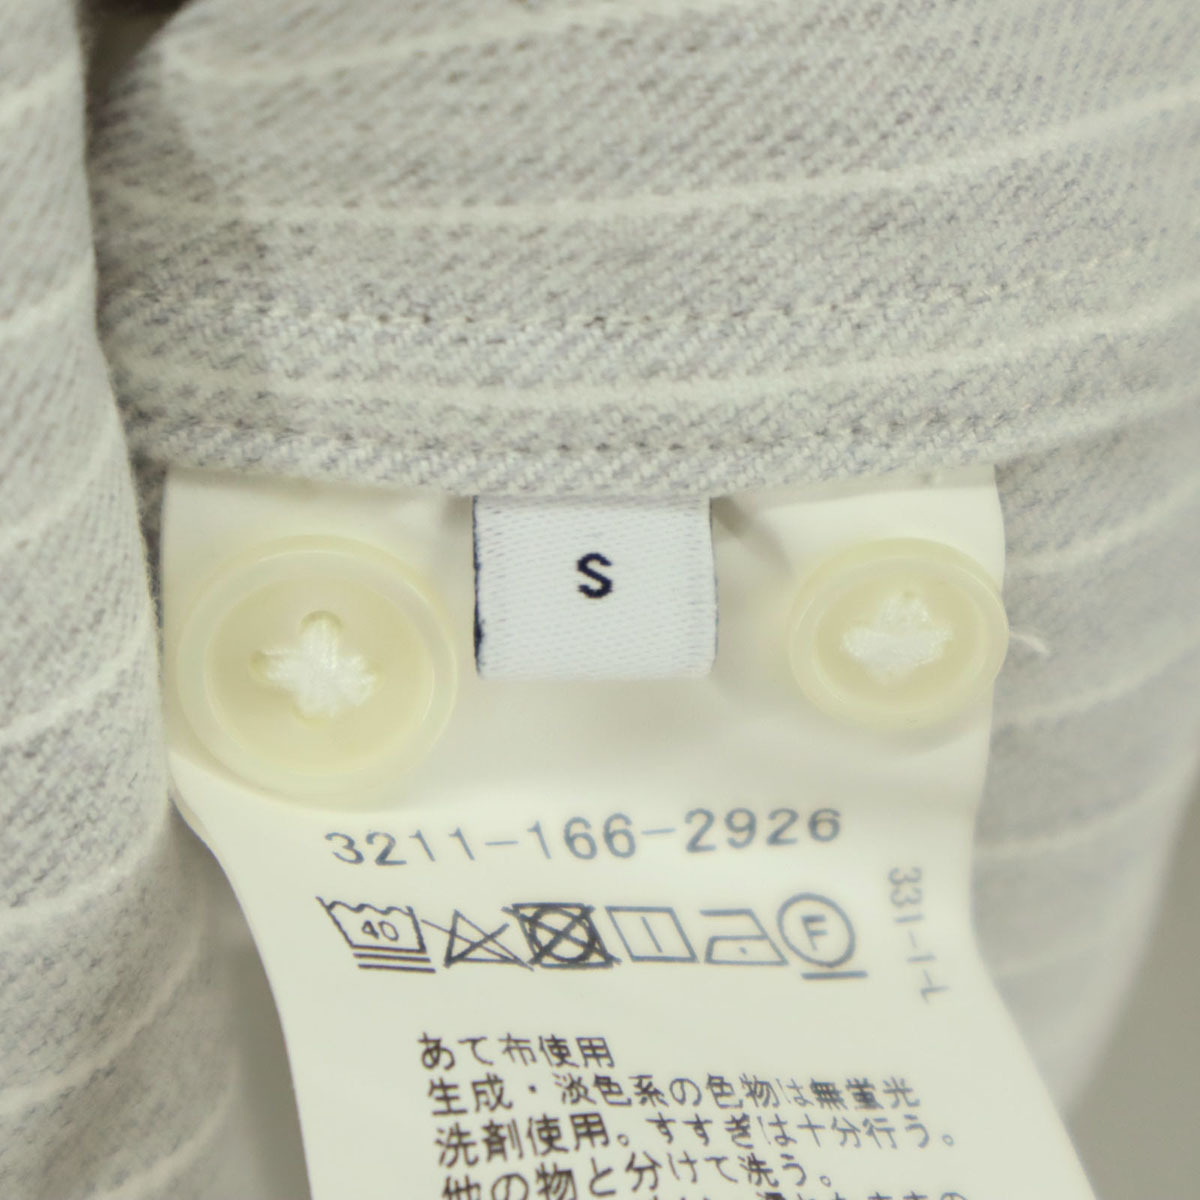 S
3211-166-2926
331-1-L
40
F
あて布使用
生成・淡色系の色物は無蛍光
洗剤使用。すすぎは十分行う。
他の物と分けて洗う。